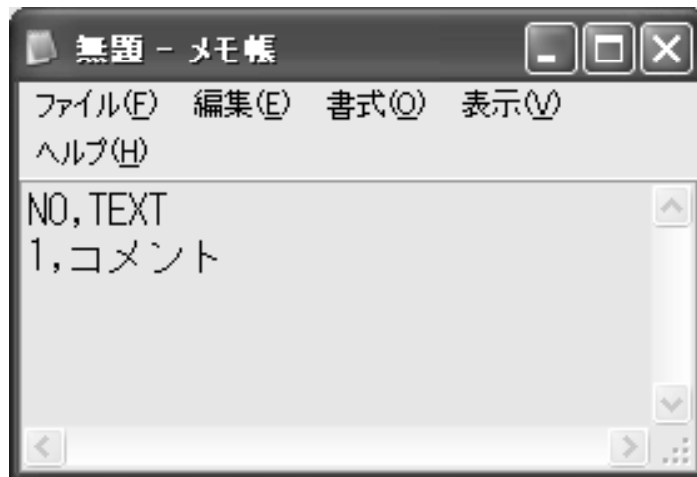 無題 - メモ帳
ファイル(F) 編集(E) 書式(O) 表示(V)
ヘルプ(H)
NO,TEXT
1,コメント